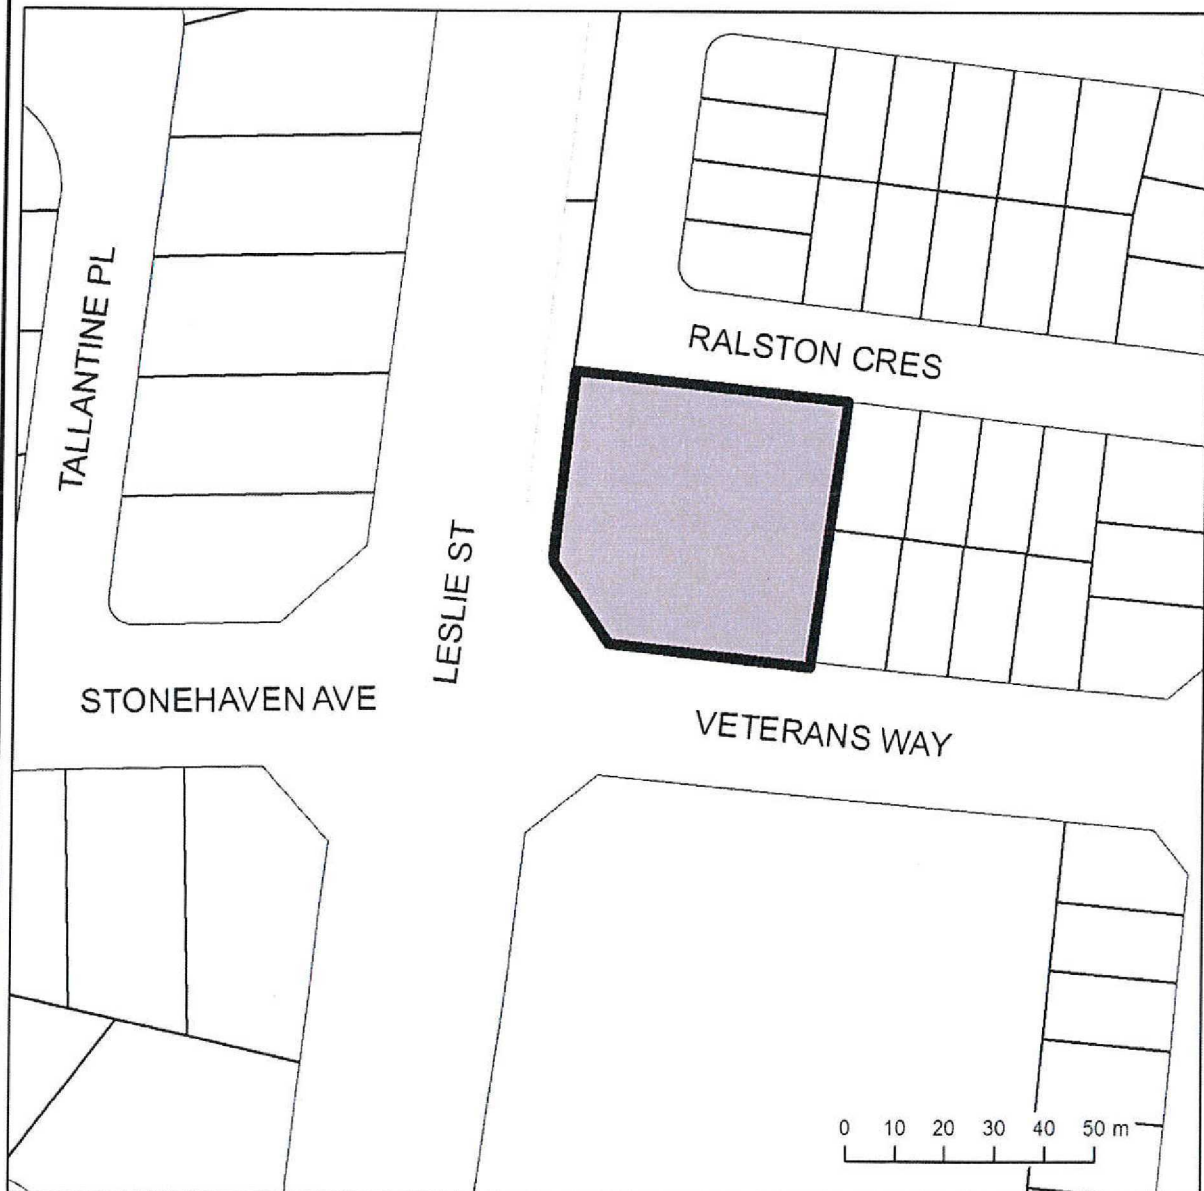 TALLANTINE PL
RALSTON CRES
LESLIE ST
STONEHAVEN AVE
VETERANS WAY
0 10 20 30 40 50 m